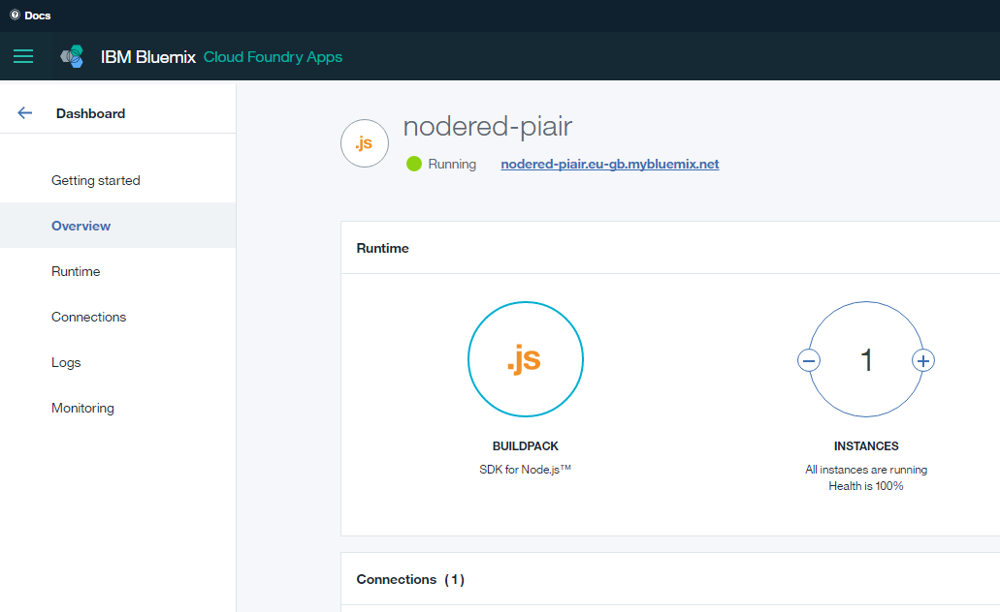 Docs
IBM Bluemix Cloud Foundry Apps
Dashboard
Getting started
Overview
Runtime
Connections
Logs
Monitoring
.js
nodered-piair
Running nodered-piair.eu-gb.mybluemix.net
Runtime
.js
BUILDPACK
SDK for Node.js™
1
INSTANCES
All instances are running
Health is 100%
Connections (1)